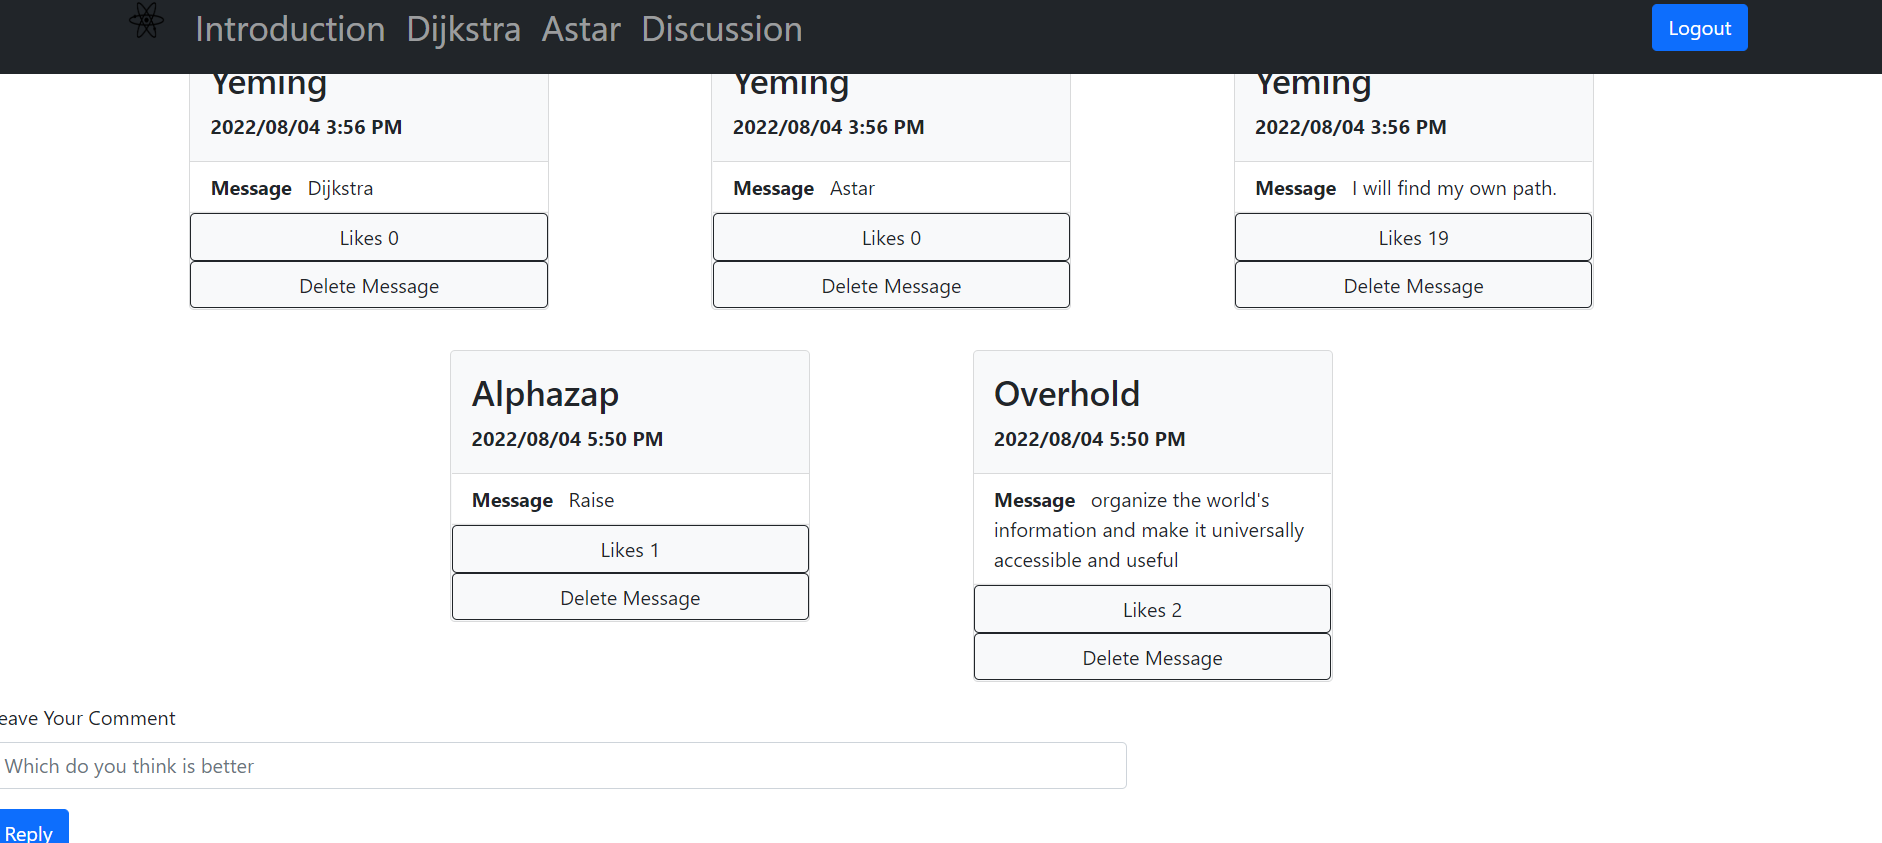 Introduction Dijkstra Astar Discussion Logout
Yeming Yeming Yeming
2022/08/04 3:56 PM 2022/08/04 3:56 PM 2022/08/04 3:56 PM
Message Dijkstra Message Astar Message I will find my own path.
Likes 0 Likes 0 Likes 19
Delete Message Delete Message Delete Message
Alphazap
2022/08/04 5:50 PM
Message Raise
Likes 1
Delete Message
Overhold
2022/08/04 5:50 PM
Message organize the world's
information and make it universally
accessible and useful
Likes 2
Delete Message
eave Your Comment
Which do you think is better
Reply